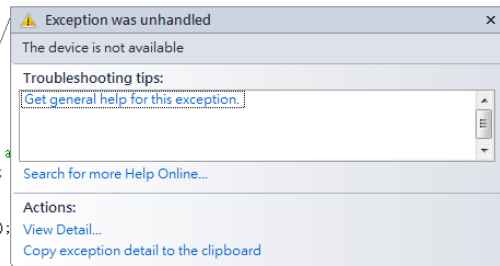 Exception was unhandled
The device is not available
Troubleshooting tips:
Get general help for this exception.
a
;
Search for more Help Online...
Actions:
);
View Detail...
Copy exception detail to the clipboard